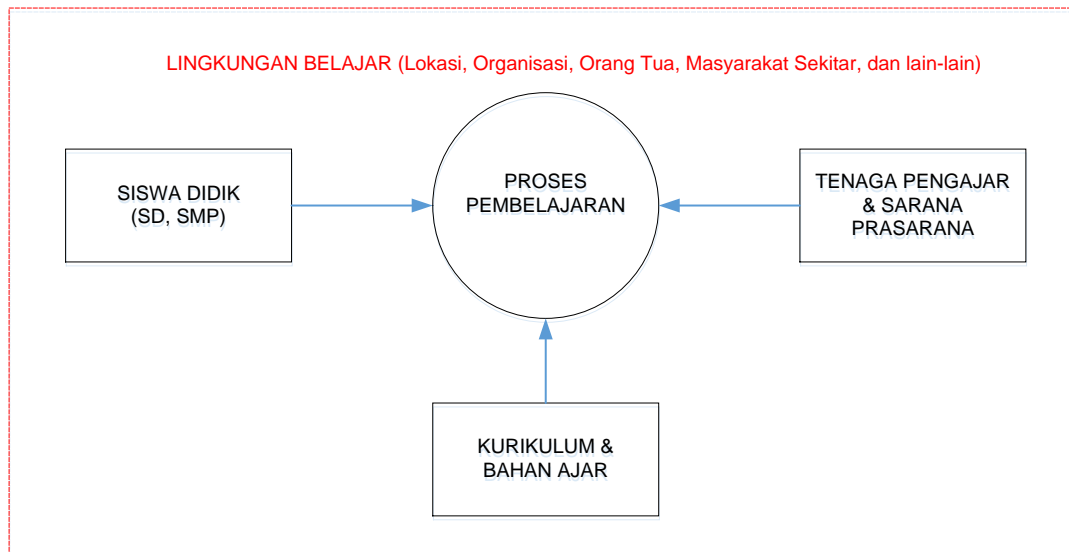 LINGKUNGAN BELAJAR (Lokasi, Organisasi, Orang Tua, Masyarakat Sekitar, dan lain-lain)
SISWA DIDIK
(SD, SMP)
PROSES
PEMBELAJARAN
TENAGA PENGAJAR
& SARANA
PRASARANA
KURIKULUM &
BAHAN AJAR